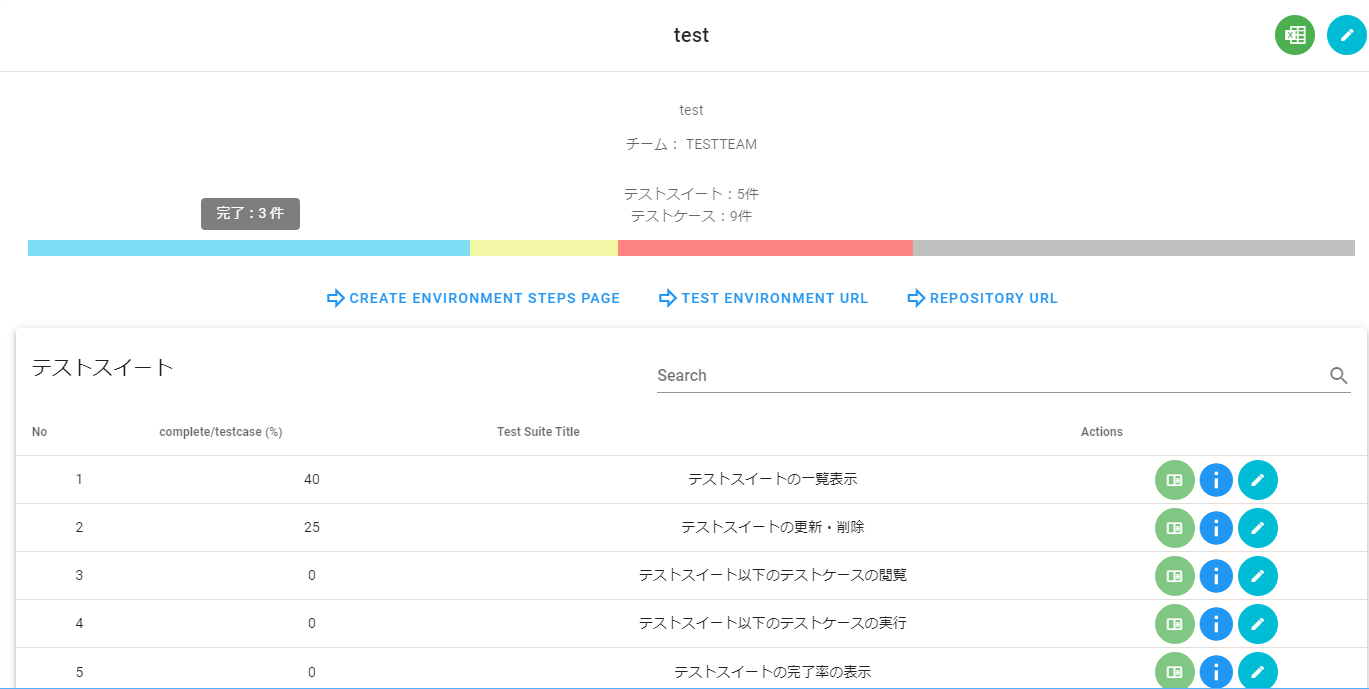 test
test
チーム： TESTTEAM
テストスイート：5件
テストケース：9件
完了：3 件
CREATE ENVIRONMENT STEPS PAGE TEST ENVIRONMENT URL REPOSITORY URL
テストスイート
Search
No complete/testcase (%) Test Suite Title Actions
1 40 テストスイートの一覧表示
2 25 テストスイートの更新・削除
3 0 テストスイート以下のテストケースの閲覧
4 0 テストスイート以下のテストケースの実行
5 0 テストスイートの完了率の表示